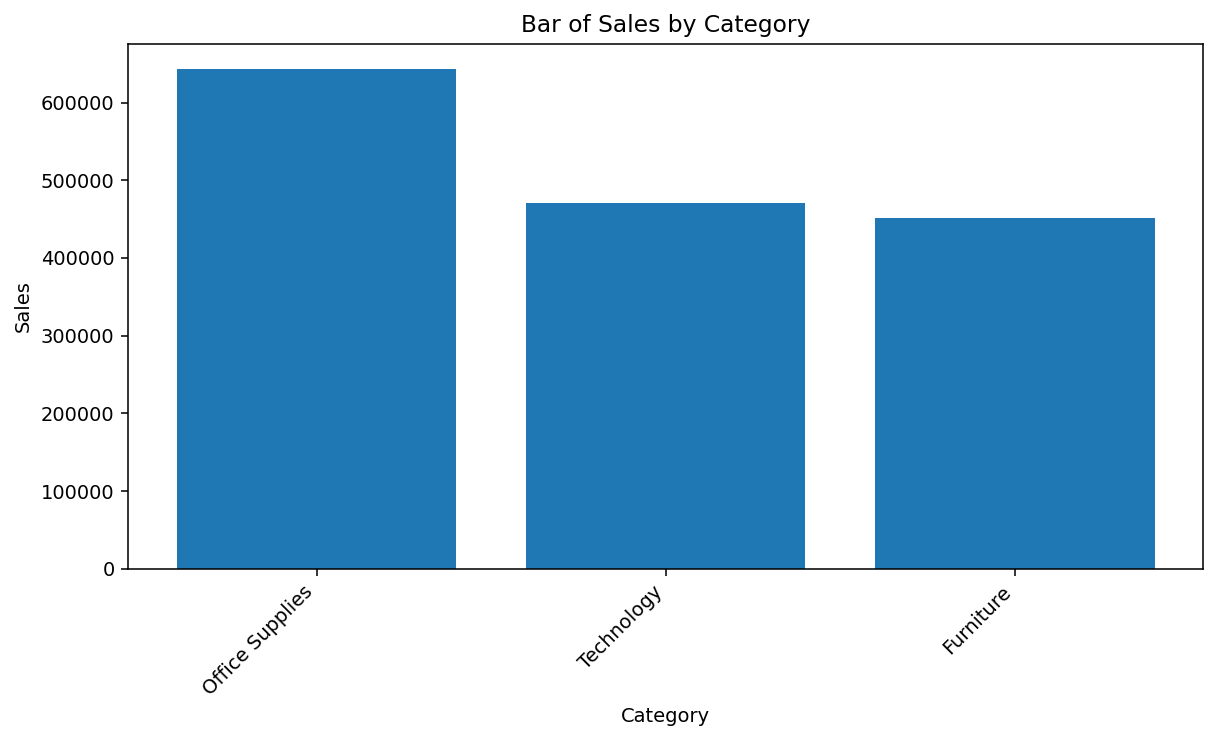 Bar of Sales by Category
Sales
600000
500000
400000
300000
200000
100000
0
Office Supplies
Technology
Furniture
Category